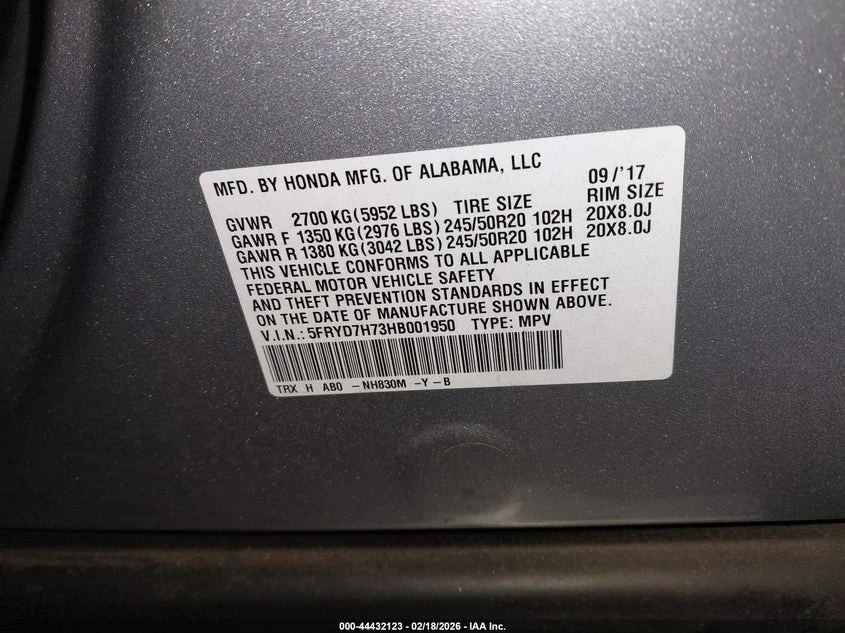 MFD. BY HONDA MFG. OF ALABAMA, LLC 09/'17
GVWR 2700 KG(5952 LBS) TIRE SIZE RIM SIZE
GAWR F 1350 KG(2976 LBS) 245/50R20 102H 20X8.0J
GAWR R 1380 KG(3042 LBS) 245/50R20 102H 20X8.0J
THIS VEHICLE CONFORMS TO ALL APPLICABLE
FEDERAL MOTOR VEHICLE SAFETY
AND THEFT PREVENTION STANDARDS IN EFFECT
ON THE DATE OF MANUFACTURE SHOWN ABOVE.
V.I.N.: 5FRYD7H73HB001950 TYPE: MPV
TRX H AB0 -NH830M -Y-B
000-44432123 - 02/18/2026 - IAA Inc.